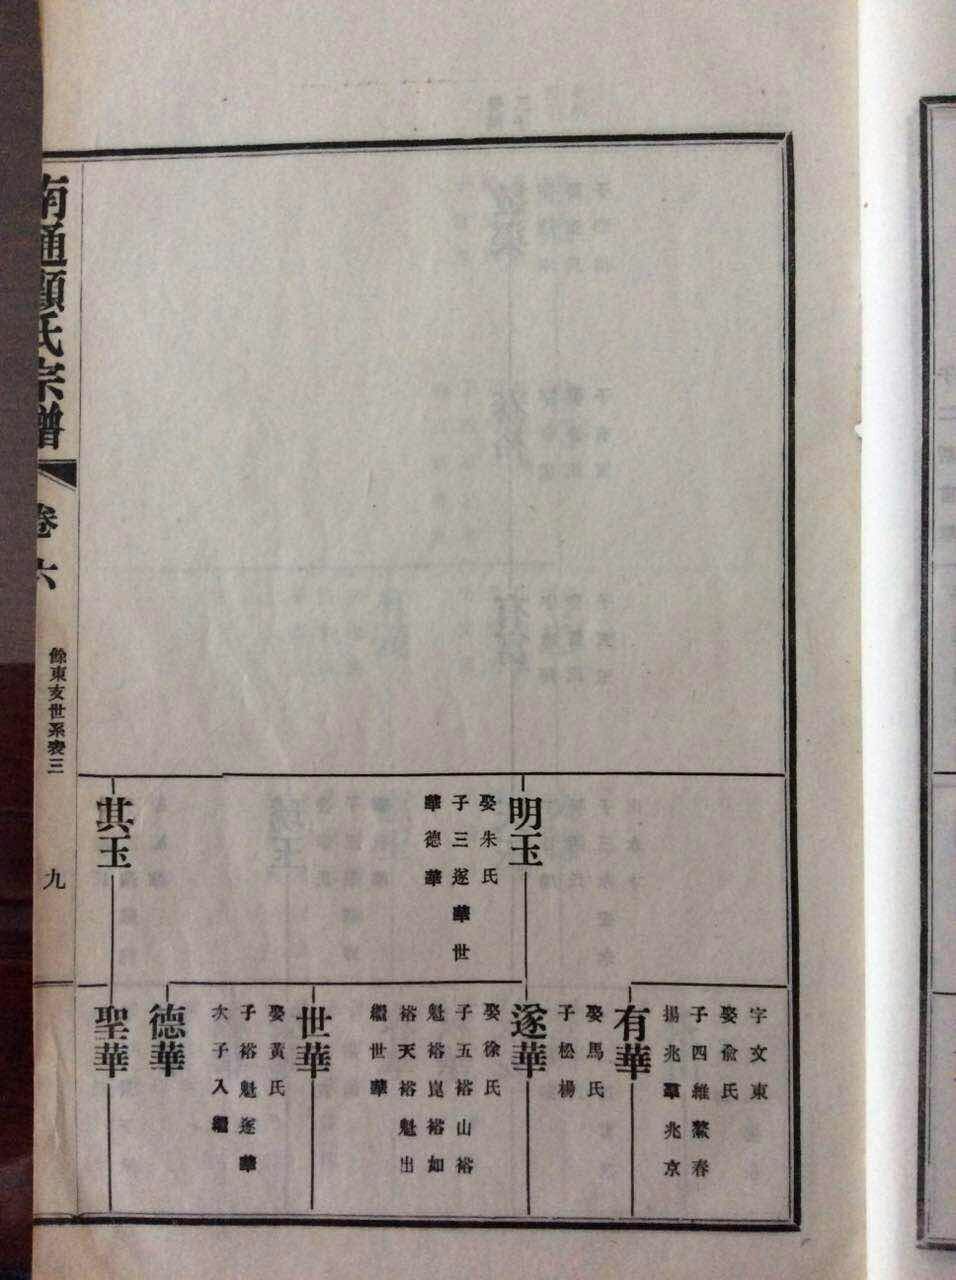 明玉
娶朱氏
子三遂華世
華德華
其玉
字文東
娶兪氏
子四維鰲春
揚兆羣兆京
有華
娶馬氏
子松楊
遂華
娶徐氏
子五裕山裕
魁裕崑裕如
裕天裕魁出
繼世華
世華
娶黃氏
子裕魁遂華
次子入繼
德華
聖華
南通顧氏宗譜
卷六
餘東支世系表三
九